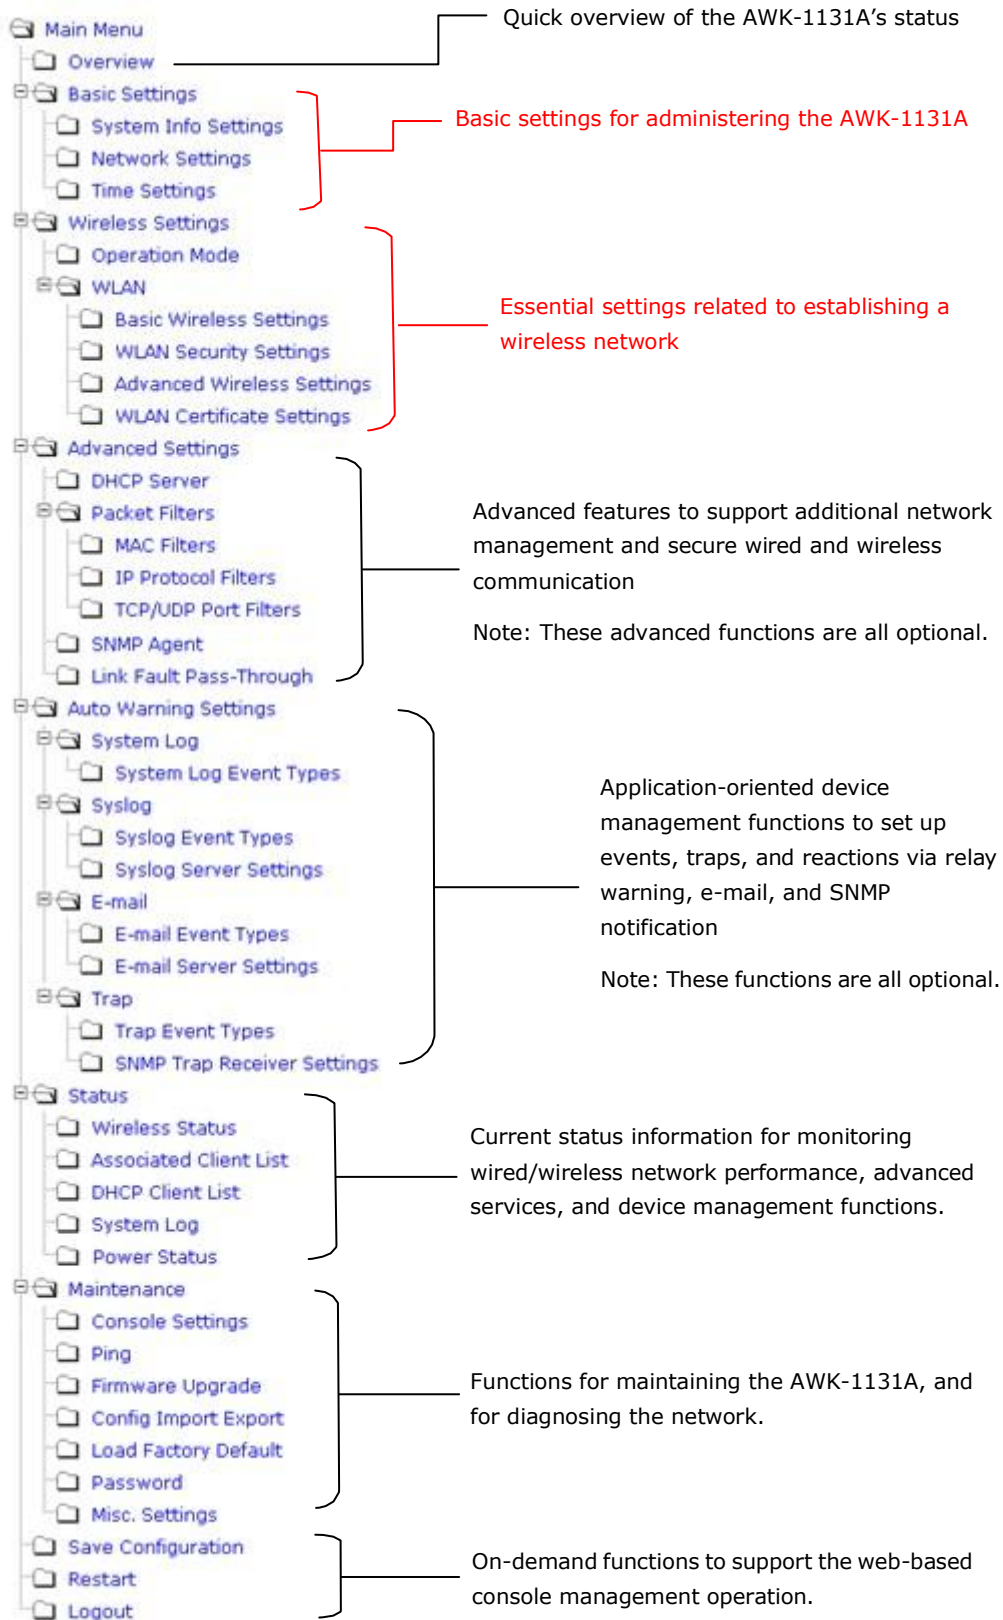 Quick overview of the AWK-1131A’s status
Main Menu
Overview
Basic Settings
System Info Settings
Network Settings
Time Settings
Basic settings for administering the AWK-1131A
Wireless Settings
Operation Mode
WLAN
Basic Wireless Settings
WLAN Security Settings
Advanced Wireless Settings
WLAN Certificate Settings
Essential settings related to establishing a
wireless network
Advanced Settings
DHCP Server
Packet Filters
MAC Filters
IP Protocol Filters
TCP/UDP Port Filters
SNMP Agent
Link Fault Pass-Through
Advanced features to support additional network
management and secure wired and wireless
communication
Note: These advanced functions are all optional.
Auto Warning Settings
System Log
System Log Event Types
Syslog
Syslog Event Types
Syslog Server Settings
E-mail
E-mail Event Types
E-mail Server Settings
Trap
Trap Event Types
SNMP Trap Receiver Settings
Application-oriented device
management functions to set up
events, traps, and reactions via relay
warning, e-mail, and SNMP
notification
Note: These functions are all optional.
Status
Wireless Status
Associated Client List
DHCP Client List
System Log
Power Status
Current status information for monitoring
wired/wireless network performance, advanced
services, and device management functions.
Maintenance
Console Settings
Ping
Firmware Upgrade
Config Import Export
Load Factory Default
Password
Misc. Settings
Functions for maintaining the AWK-1131A, and
for diagnosing the network.
Save Configuration
Restart
Logout
On-demand functions to support the web-based
console management operation.